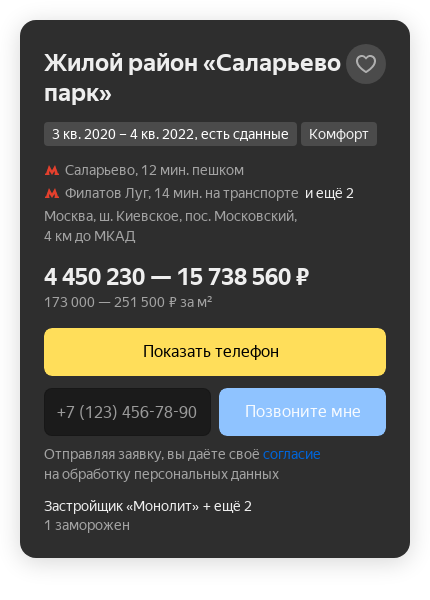 Жилой район «Саларьево
парк»
3 кв. 2020 – 4 кв. 2022, есть сданные Комфорт
Саларьево, 12 мин. пешком
Филатов Луг, 14 мин. на транспорте и ещё 2
Москва, ш. Киевское, пос. Московский,
4 км до МКАД
4 450 230 — 15 738 560 ₽
173 000 — 251 500 ₽ за м²
Показать телефон
+7 (123) 456-78-90 Позвоните мне
Отправляя заявку, вы даёте своё согласие
на обработку персональных данных
Застройщик «Монолит» + ещё 2
1 заморожен